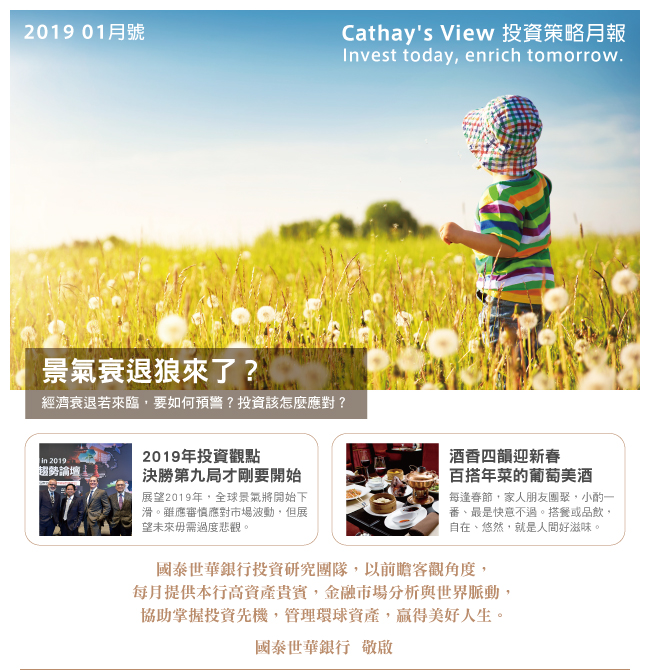 2019 01月號
Cathay's View 投資策略月報
Invest today, enrich tomorrow.
景氣衰退狼來了？
經濟衰退若來臨，要如何預警？投資該怎麼應對？
in 2019
趨勢論壇
2019年投資觀點
決勝第九局才剛要開始
展望2019年，全球景氣將開始下
滑。雖應審慎應對市場波動，但展
望未來毋需過度悲觀。
酒香四韻迎新春
百搭年菜的葡萄美酒
每逢春節，家人朋友團聚，小酌一
番、最是快意不過。搭餐或品飲，
自在、悠然，就是人間好滋味。
國泰世華銀行投資研究團隊，以前瞻客觀角度，
每月提供本行高資產貴賓，金融市場分析與世界脈動，
協助掌握投資先機，管理環球資產，贏得美好人生。
國泰世華銀行 敬啟